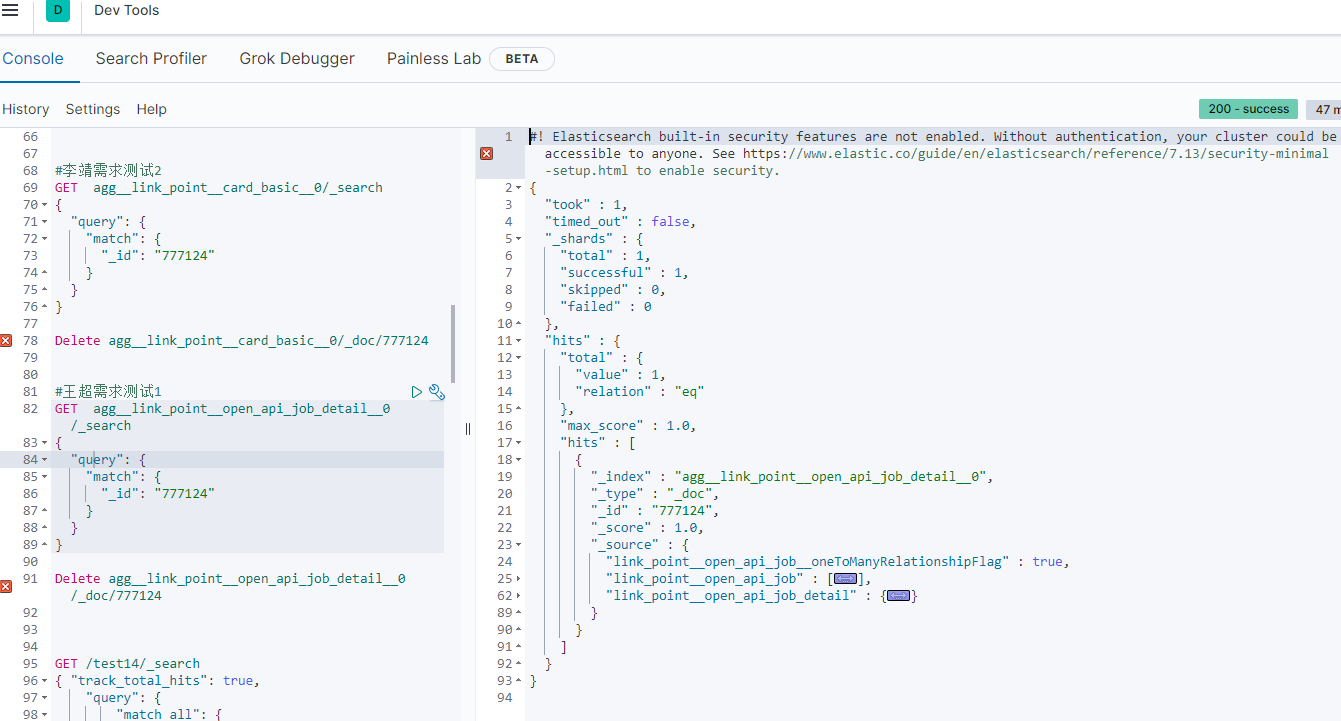 D Dev Tools
Console Search Profiler Grok Debugger Painless Lab BETA
History Settings Help
200 - success 47 m
66
67
68 #李靖需求测试2
69 GET  agg__link_point__card_basic__0/_search
70 {
71   "query": {
72     "match": {
73       "_id": "777124"
74     }
75   }
76 }
77
78 Delete agg__link_point__card_basic__0/_doc/777124
79
80
81 #王超需求测试1
82 GET  agg__link_point__open_api_job_detail__0
/_search
83 {
84   "query": {
85     "match": {
86       "_id": "777124"
87     }
88   }
89 }
90
91 Delete agg__link_point__open_api_job_detail__0
/_doc/777124
92
93
94
95 GET /test14/_search
96 { "track_total_hits": true,
97     "query": {
98         "match_all": {
1 #! Elasticsearch built-in security features are not enabled. Without authentication, your cluster could be
accessible to anyone. See https://www.elastic.co/guide/en/elasticsearch/reference/7.13/security-minimal
-setup.html to enable security.
2 {
3   "took" : 1,
4   "timed_out" : false,
5   "_shards" : {
6     "total" : 1,
7     "successful" : 1,
8     "skipped" : 0,
9     "failed" : 0
10   },
11   "hits" : {
12     "total" : {
13       "value" : 1,
14       "relation" : "eq"
15     },
16     "max_score" : 1.0,
17     "hits" : [
18       {
19         "_index" : "agg__link_point__open_api_job_detail__0",
20         "_type" : "_doc",
21         "_id" : "777124",
22         "_score" : 1.0,
23         "_source" : {
24           "link_point__open_api_job__oneToManyRelationshipFlag" : true,
25           "link_point__open_api_job" : [],
62           "link_point__open_api_job_detail" : {}
89         }
90       }
91     ]
92   }
93 }
94